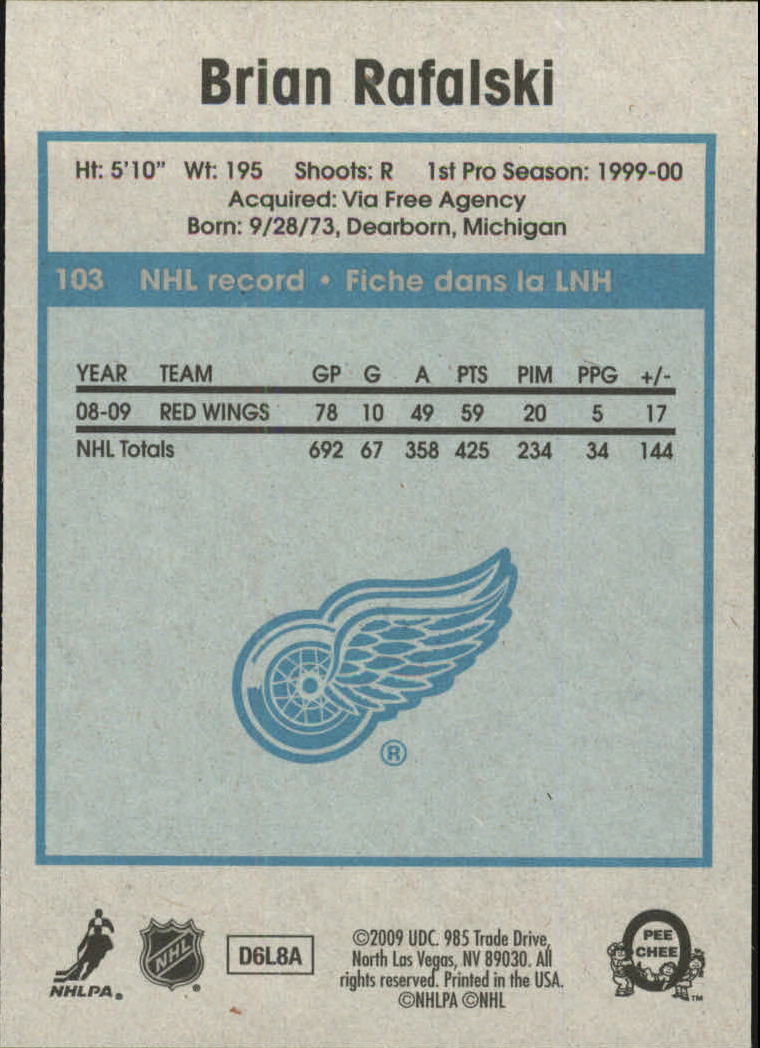 Brian Rafalski
Ht: 5'10" Wt: 195 Shoots: R 1st Pro Season: 1999-00
Acquired: Via Free Agency
Born: 9/28/73, Dearborn, Michigan
103 NHL record • Fiche dans la LNH
YEAR TEAM GP G A PTS PIM PPG +/-
08-09 RED WINGS 78 10 49 59 20 5 17
NHL Totals 692 67 358 425 234 34 144
®
NHLPA®
NHL®
D6L8A
©2009 UDC. 985 Trade Drive,
North Las Vegas, NV 89030. All
rights reserved. Printed in the USA.
©NHLPA ©NHL
O
PEE
CHEE
TM